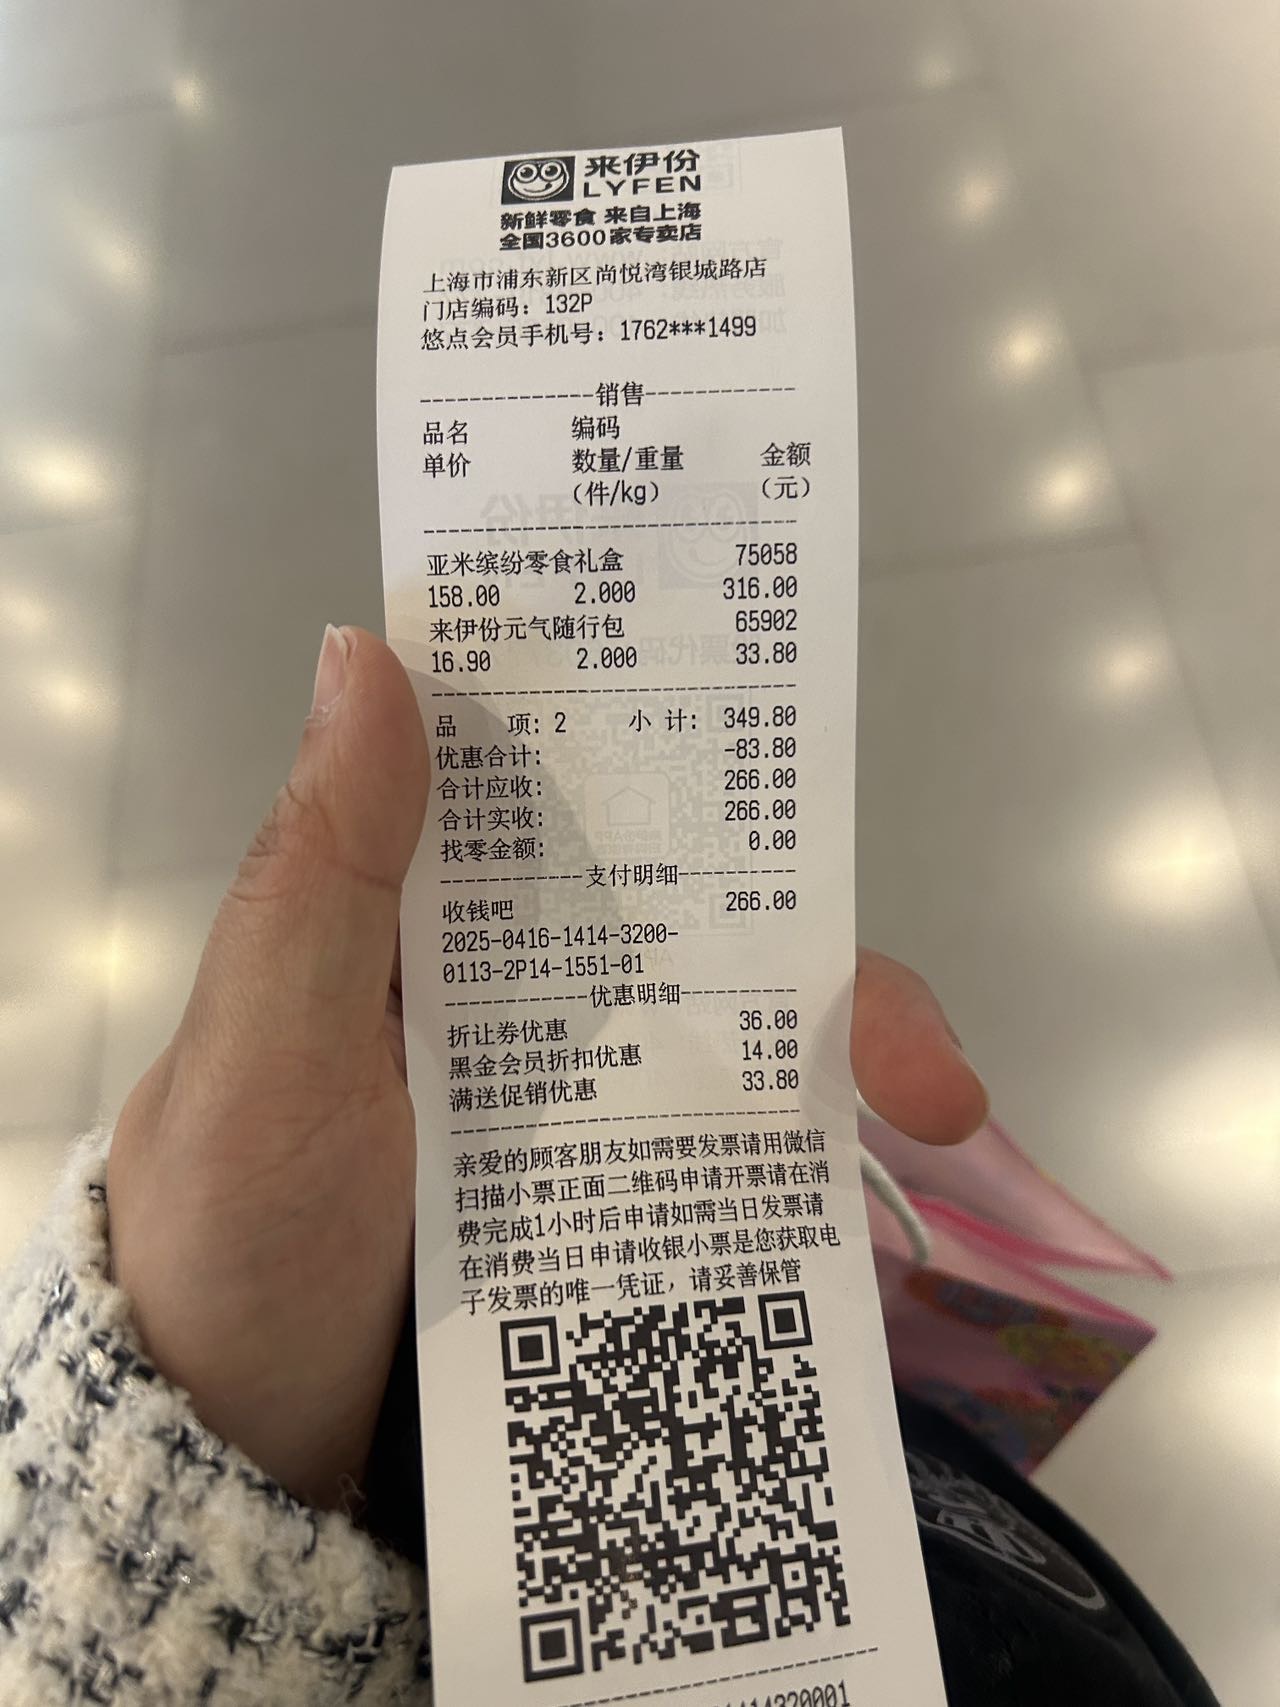 来伊份
LYFEN
新鲜零食 来自上海
全国3600家专卖店
上海市浦东新区尚悦湾银城路店
门店编码：132P
悠点会员手机号：1762***1499
--------------销售------------
品名 编码
单价 数量/重量 金额
（件/kg） （元）
亚米缤纷零食礼盒 75058
158.00 2.000 316.00
来伊份元气随行包 65902
16.90 2.000 33.80
品 项: 2 小 计: 349.80
优惠合计: -83.80
合计应收: 266.00
合计实收: 266.00
找零金额: 0.00
------------支付明细----------
收钱吧 266.00
2025-0416-1414-3200-
0113-2P14-1551-01
------------优惠明细----------
折让券优惠 36.00
黑金会员折扣优惠 14.00
满送促销优惠 33.80
亲爱的顾客朋友如需要发票请用微信
扫描小票正面二维码申请开票请在消
费完成1小时后申请如需当日发票请
在消费当日申请收银小票是您获取电
子发票的唯一凭证，请妥善保管